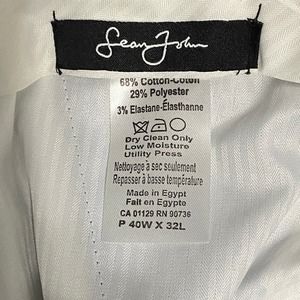 Sean John
68% Cotton-Coton
29% Polyester
3% Elastane-Élasthanne
Dry Clean Only
Low Moisture
Utility Press
Nettoyage à sec seulement
Repasser à basse température
Made in Egypt
Fait en Egypte
CA 01129 RN 90736
P 40W X 32L